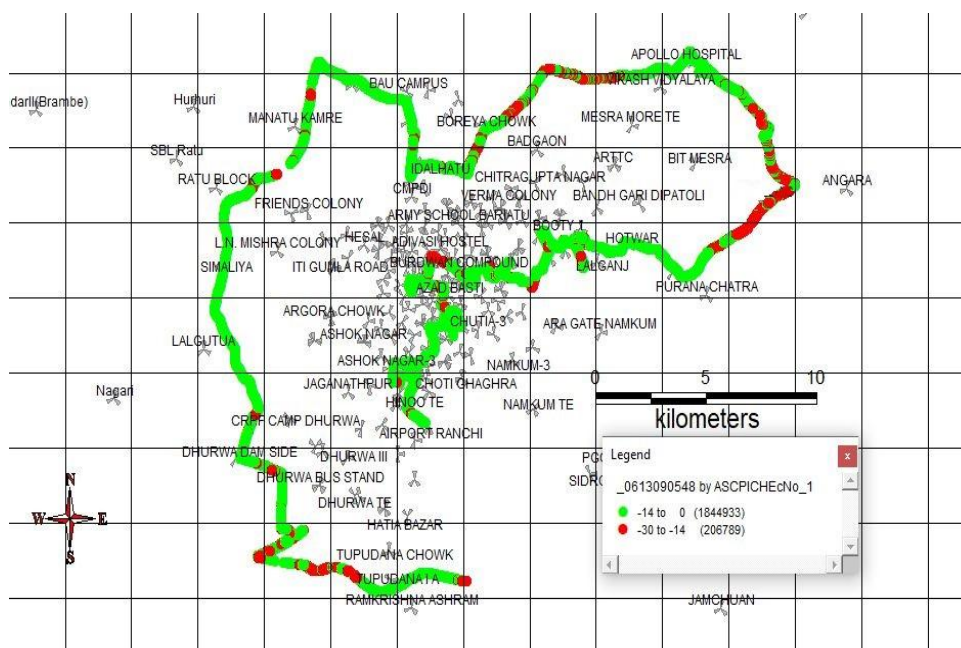 APOLLO HOSPITAL
BAU CAMPUS
VIKASH VIDYALAYA
Hurhuri
MANATU KAMRE
BOREYA CHOWK
MESRA MORE TE
BADGAON
SBL Ratu
IDALHATU
ARTTC
BIT MESRA
RATU BLOCK
CHITRAGUPTA NAGAR
ANGARA
CMPDI
VERMA COLONY
BANDH GARI DIPATOLI
FRIENDS COLONY
ARMY SCHOOL BARIATU
BOOTY
L.N. MISHRA COLONY
HESAL
ADIVASI HOSTEL
HOTWAR
SIMALIYA
ITI GUMLA ROAD
BURDWAN COMPOUND
LALGANJ
AZAD BASTI
PURANA CHATRA
ARGORA CHOWK
CHUTIA-3
ARA GATE NAMKUM
LALGUTUA
ASHOK NAGAR
ASHOK NAGAR-3
NAMKUM-3
JAGANATHPUR
CHOTI GHAGHRA
0 5 10
kilometers
Nagari
HINOO TE
NAMKUM TE
CRPF CAMP DHURWA
AIRPORT RANCHI
DHURWA DAM SIDE
DHURWA III
DHURWA BUS STAND
DHURWA TE
HATIA BAZAR
TUPUDANA CHOWK
TUPUDANA I A
RAMKRISHNA ASHRAM
JAMCHUAN
N
W E
S
Legend
x
_0613090548 by ASCPICHEcNo_1
-14 to 0 (1844933)
-30 to -14 (206789)